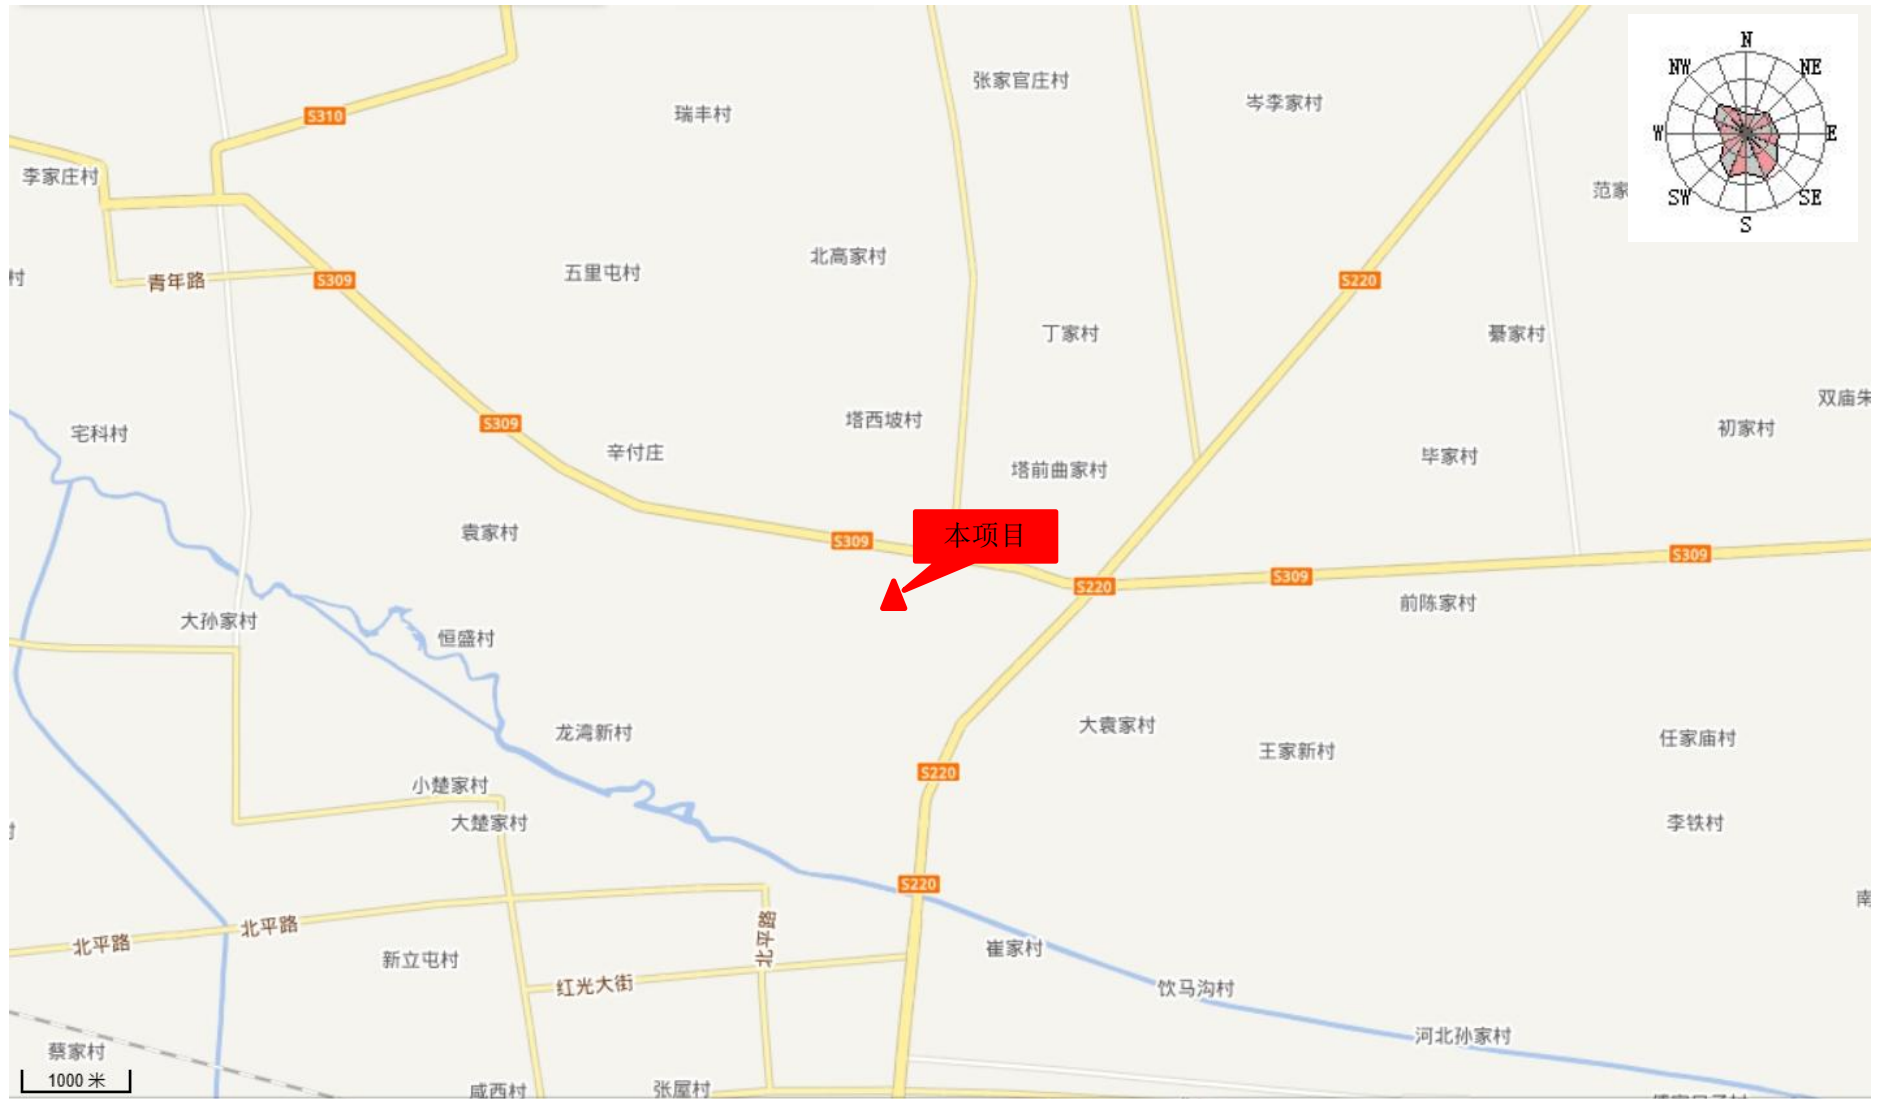 张家官庄村
岑李家村
瑞丰村
S310
N
NW
NE
W
E
SW
SE
S
李家庄村
范家
北高家村
五里屯村
村
青年路
S309
S220
丁家村
綦家村
双庙朱
初家村
塔西坡村
S309
宅科村
辛付庄
塔前曲家村
毕家村
袁家村
S309
本项目
S309
S220
S309
前陈家村
大孙家村
恒盛村
龙湾新村
大袁家村
王家新村
任家庙村
S220
小楚家村
大楚家村
李铁村
S220
南
北平路
北平路
北平路
崔家村
新立屯村
红光大街
饮马沟村
河北孙家村
蔡家村
1000 米
咸西村
张屋村